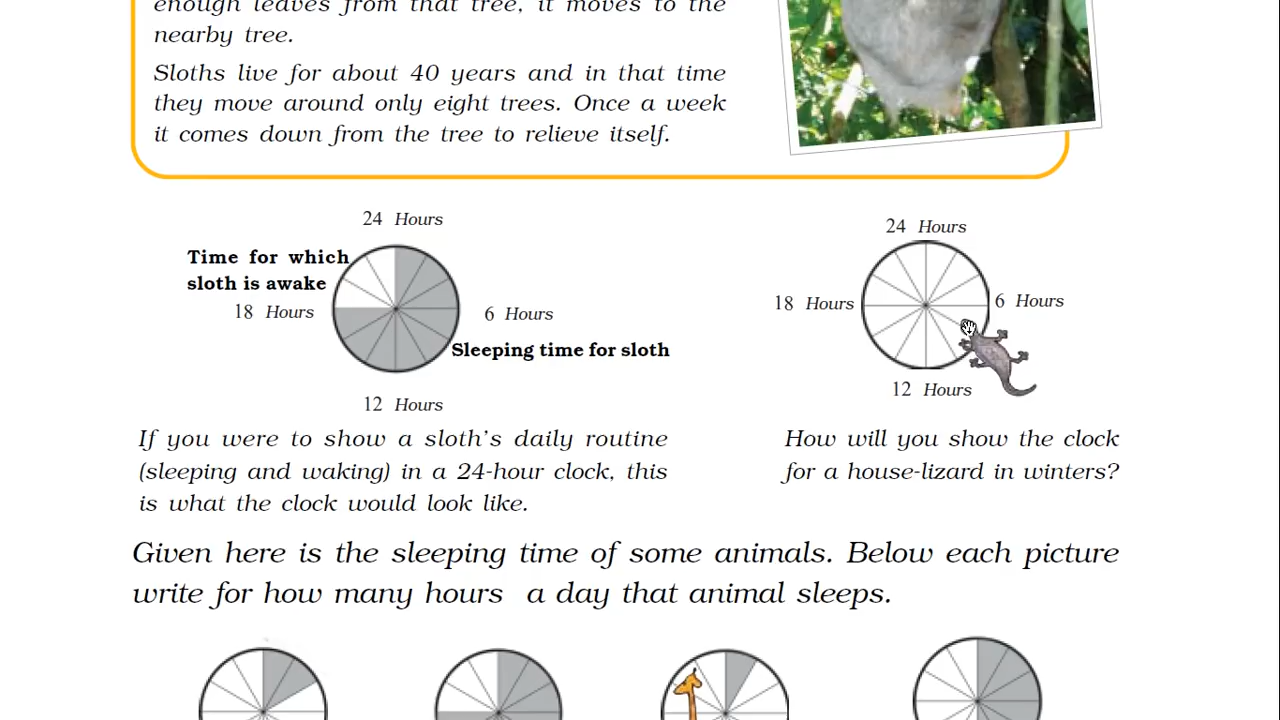 enough leaves from that tree, it moves to the
nearby tree.
Sloths live for about 40 years and in that time
they move around only eight trees. Once a week
it comes down from the tree to relieve itself.
24 Hours
Time for which
sloth is awake
18 Hours
6 Hours
Sleeping time for sloth
12 Hours
If you were to show a sloth's daily routine
(sleeping and waking) in a 24-hour clock, this
is what the clock would look like.
24 Hours
18 Hours
6 Hours
12 Hours
How will you show the clock
for a house-lizard in winters?
Given here is the sleeping time of some animals. Below each picture
write for how many hours a day that animal sleeps.